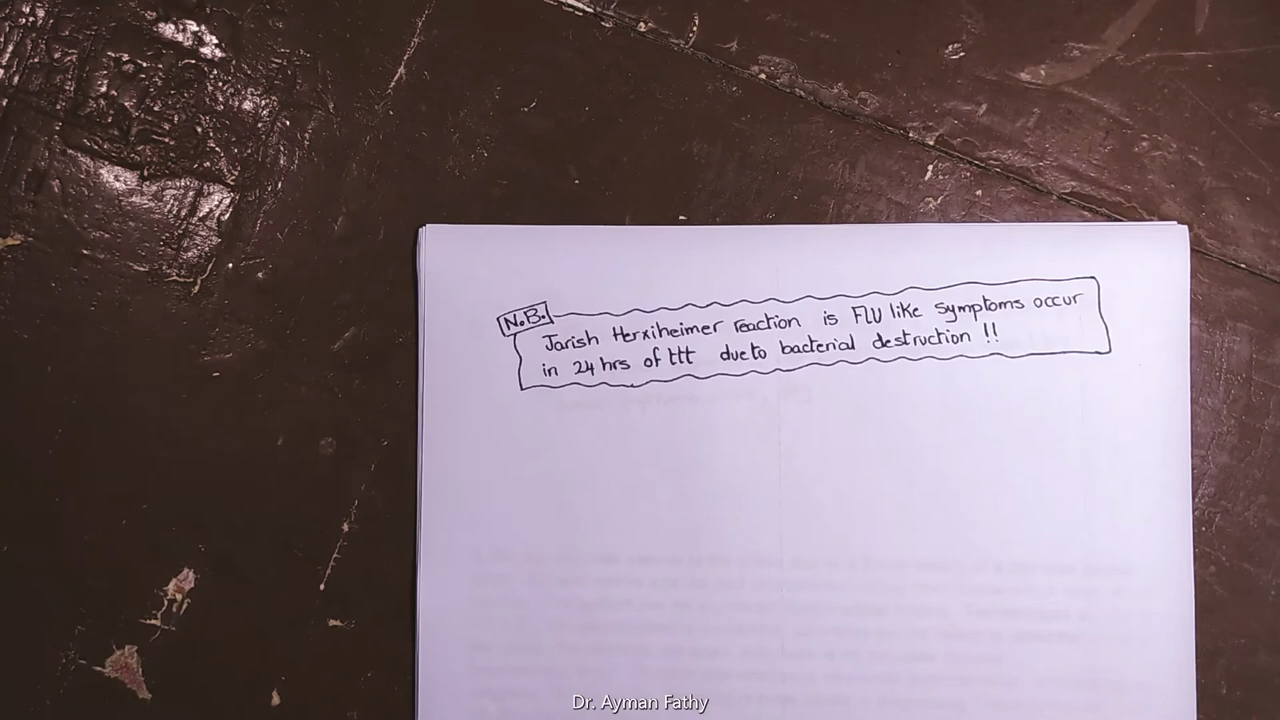 N.B.
Jarish Herxiheimer reaction is FLU like symptoms occur
in 24 hrs of ttt due to bacterial destruction !!
Dr. Ayman Fathy